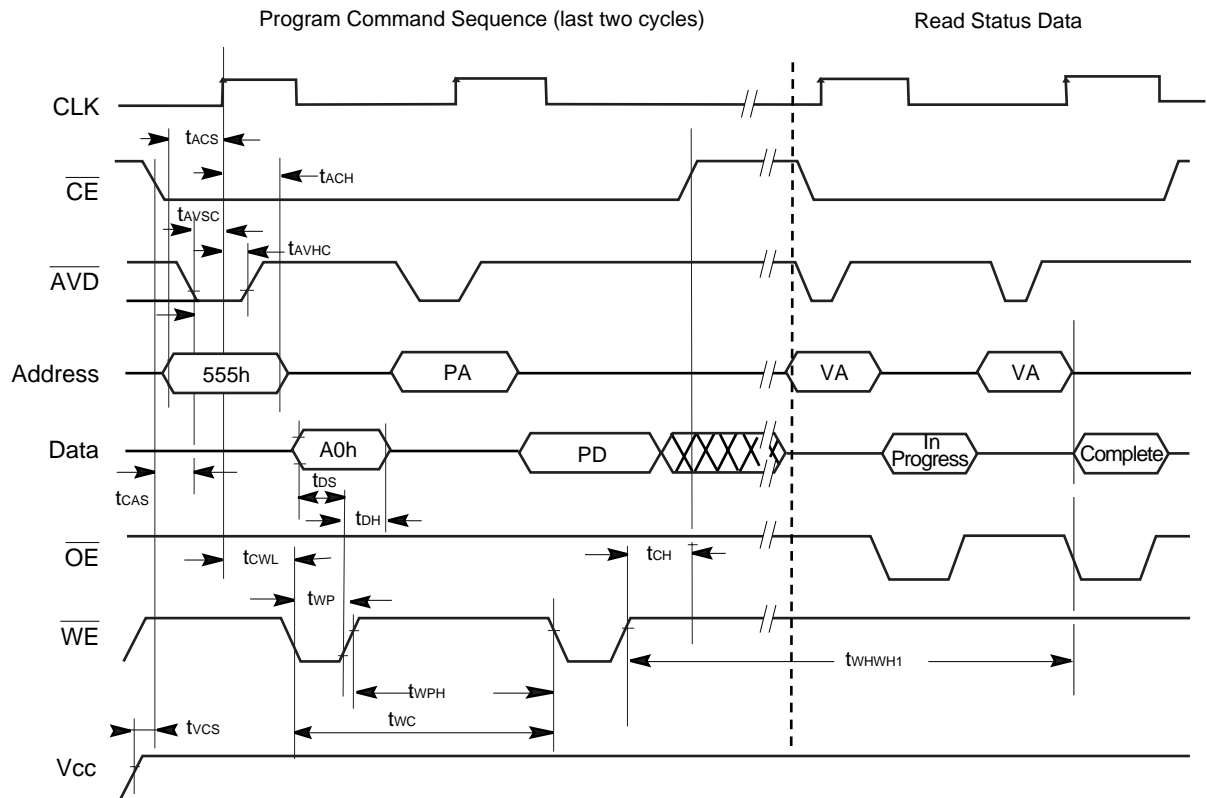 Program Command Sequence (last two cycles)
Read Status Data
CLK
tACS
CE
tACH
tAVSC
tAVHC
AVD
Address
555h
PA
VA
VA
Data
A0h
PD
In
Progress
Complete
tCAS
tDS
tDH
OE
tCWL
tCH
tWP
WE
tWHWH1
tWPH
tWC
tVCS
Vcc